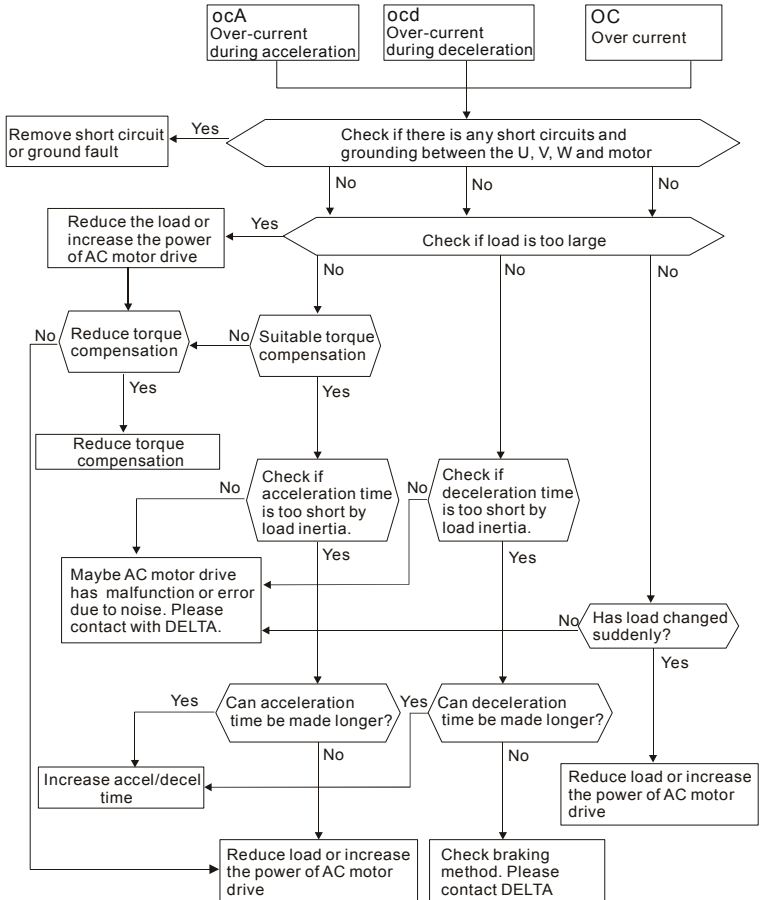 ocA
Over-current
during acceleration
ocd
Over-current
during deceleration
OC
Over current
Remove short circuit
or ground fault
Yes
Check if there is any short circuits and
grounding between the U, V, W and motor
No
No
No
Reduce the load or
increase the power
of AC motor drive
Yes
Check if load is too large
No
No
No
No
Reduce torque
compensation
No
Suitable torque
compensation
Yes
Yes
Reduce torque
compensation
No
Check if
acceleration time
is too short by
load inertia.
No
Check if
deceleration time
is too short by
load inertia.
Yes
Yes
Maybe AC motor drive
has malfunction or error
due to noise. Please
contact with DELTA.
No
Has load changed
suddenly?
Yes
Yes
Can acceleration
time be made longer?
Yes
Can deceleration
time be made longer?
No
No
Increase accel/decel
time
Reduce load or increase
the power of AC motor
drive
Reduce load or increase
the power of AC motor
drive
Check braking
method. Please
contact DELTA